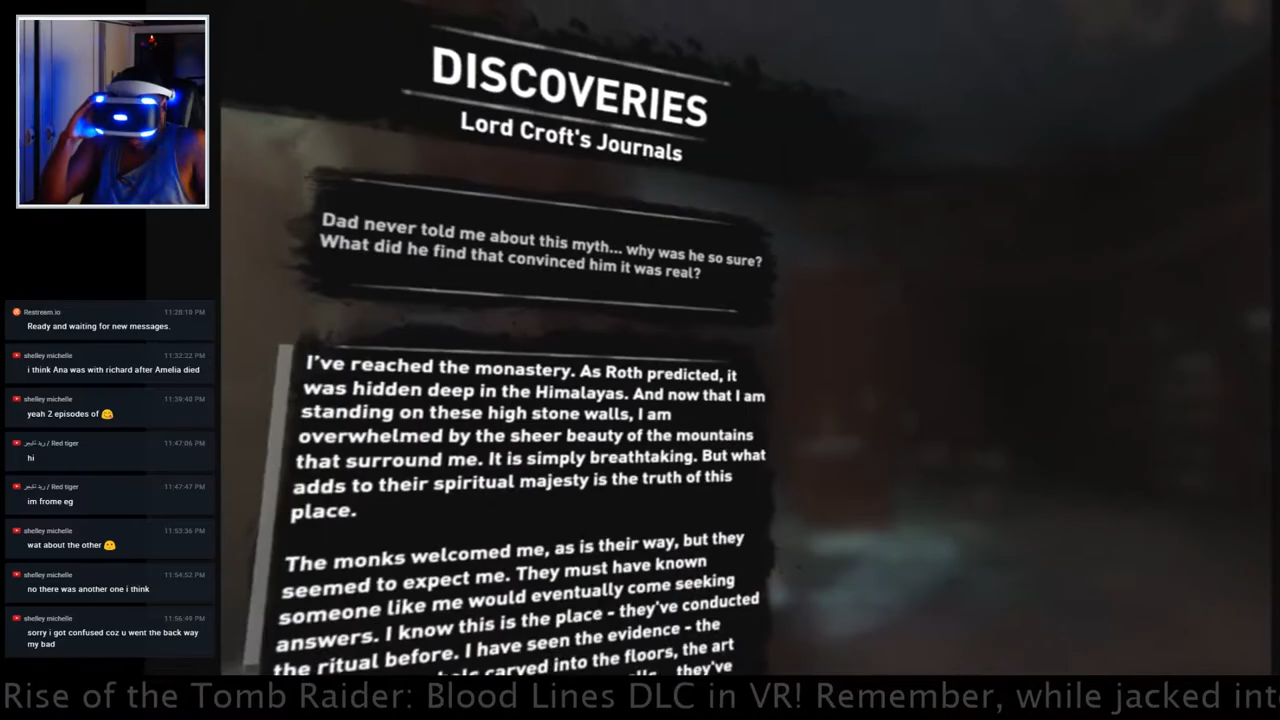 DISCOVERIES
Lord Croft's Journals
Dad never told me about this myth... why was he so sure?
What did he find that convinced him it was real?
I've reached the monastery. As Roth predicted, it
was hidden deep in the Himalayas. And now that I am
standing on these high stone walls, I am
overwhelmed by the sheer beauty of the mountains
that surround me. It is simply breathtaking. But what
adds to their spiritual majesty is the truth of this
place.
The monks welcomed me, as is their way, but they
seemed to expect me. They must have known
someone like me would eventually come seeking
answers. I know this is the place - they've conducted
the ritual before. I have seen the evidence - the
carved into the floors, the art
they've
Restream.io 11:28:10 PM
Ready and waiting for new messages.
shelley michelle 11:32:22 PM
i think Ana was with richard after Amelia died
shelley michelle 11:39:40 PM
yeah 2 episodes of 😋
/ Red tiger 11:47:06 PM
hi
/ Red tiger 11:47:47 PM
im frome eg
shelley michelle 11:53:36 PM
wat about the other 🤔
shelley michelle 11:54:52 PM
no there was another one i think
shelley michelle 11:56:49 PM
sorry i got confused coz u went the back way
my bad
Rise of the Tomb Raider: Blood Lines DLC in VR! Remember, while jacked int